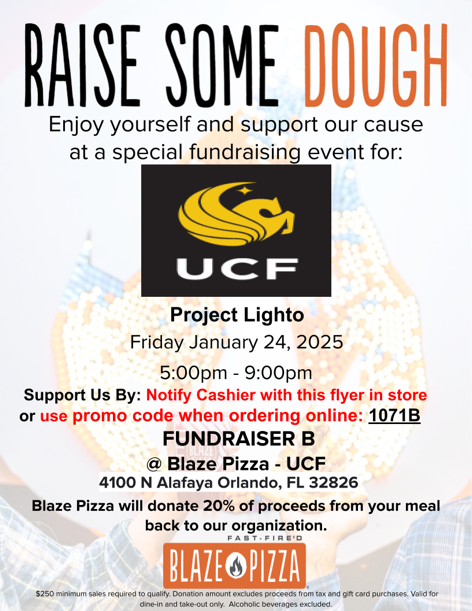 RAISE SOME DOUGH
Enjoy yourself and support our cause
at a special fundraising event for:
UCF
Project Lighto
Friday January 24, 2025
5:00pm - 9:00pm
Support Us By: Notify Cashier with this flyer in store
or use promo code when ordering online: 1071B
FUNDRAISER B
@ Blaze Pizza - UCF
4100 N Alafaya Orlando, FL 32826
Blaze Pizza will donate 20% of proceeds from your meal
back to our organization.
FAST-FIRE'D
BLAZE PIZZA
$250 minimum sales required to qualify. Donation amount excludes proceeds from tax and gift card purchases. Valid for
dine-in and take-out only. Alcoholic beverages excluded.